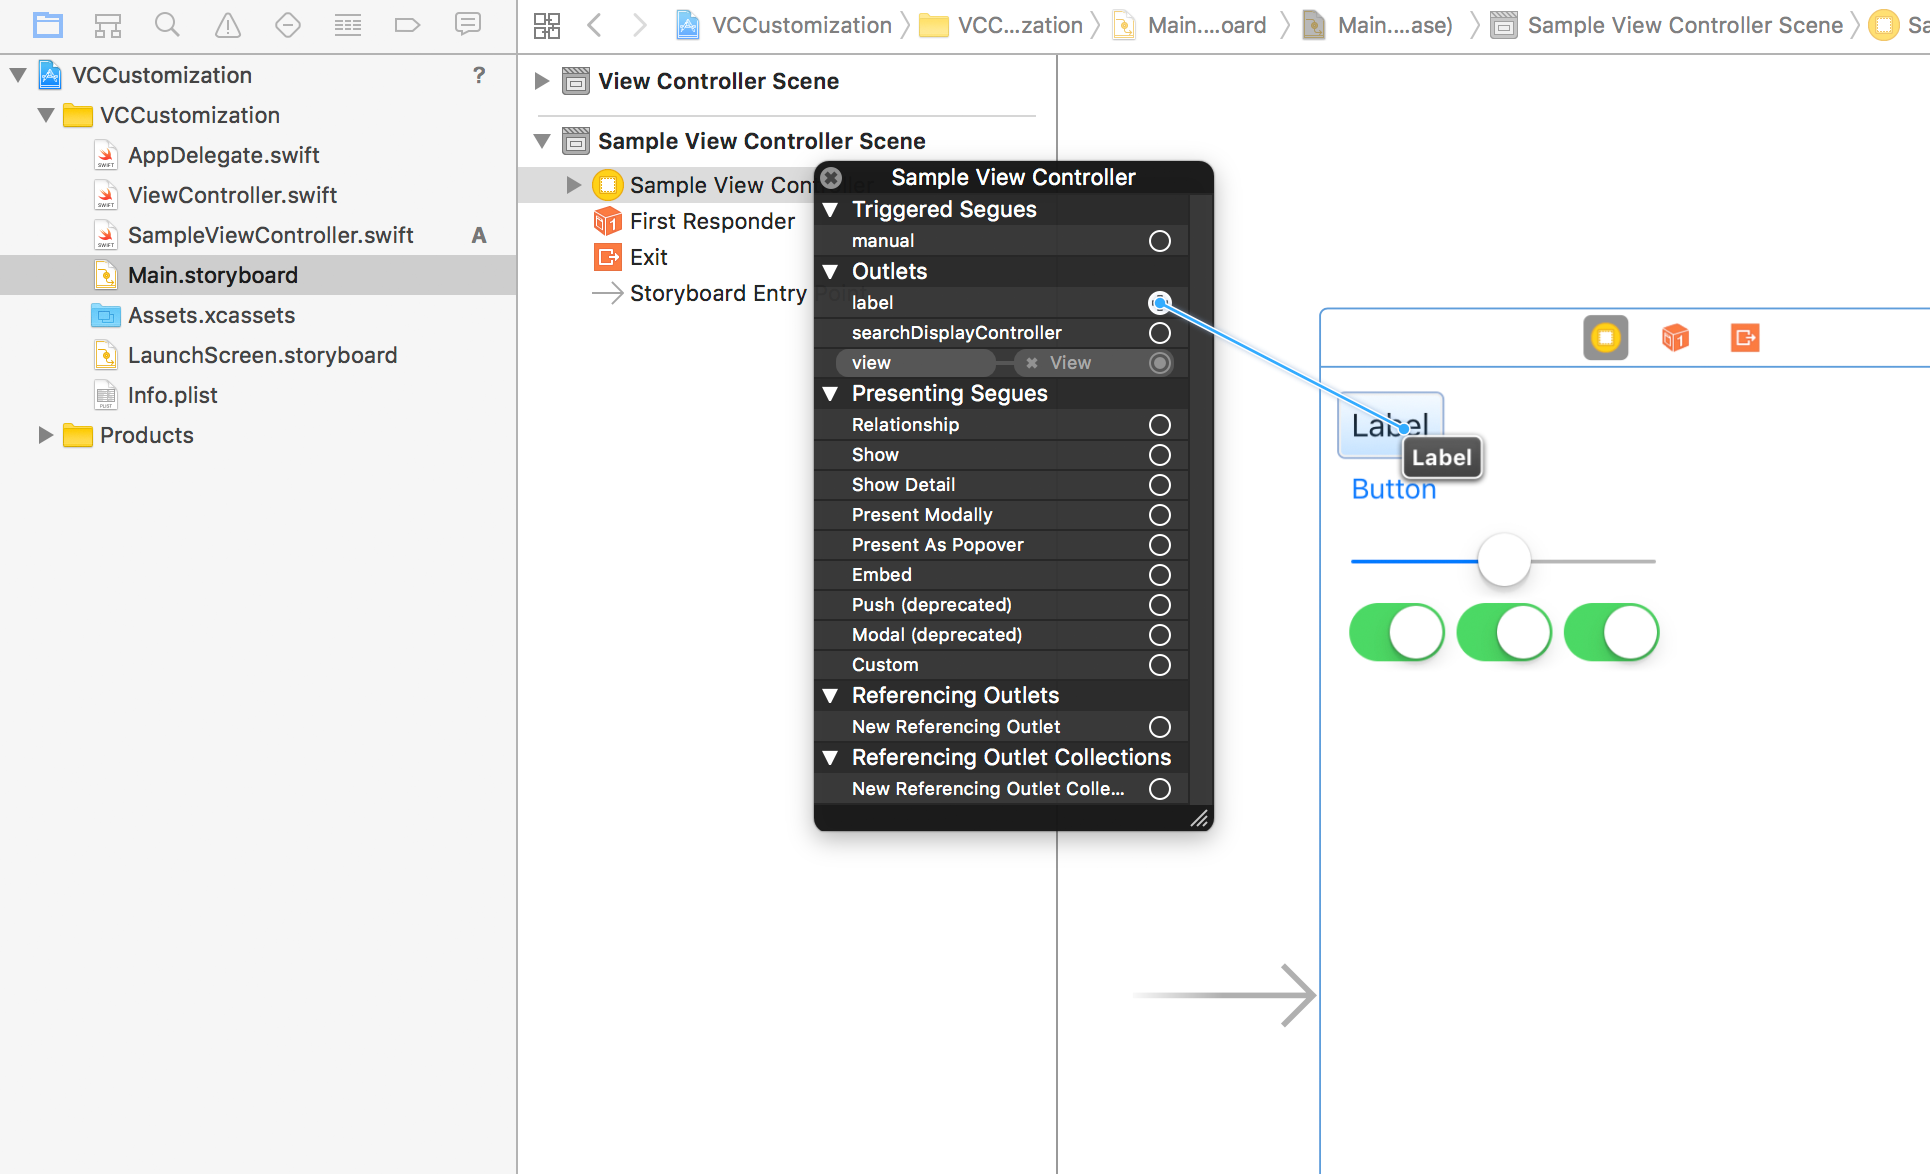 VCCustomization
VCC...zation
Main....oard
Main....ase)
Sample View Controller Scene
Sa
VCCustomization
?
VCCustomization
AppDelegate.swift
ViewController.swift
SampleViewController.swift
A
Main.storyboard
Assets.xcassets
LaunchScreen.storyboard
Info.plist
Products
View Controller Scene
Sample View Controller Scene
Sample View Controller
First Responder
Exit
Storyboard Entry Point
Sample View Controller
Triggered Segues
manual
Outlets
label
searchDisplayController
view
View
Presenting Segues
Relationship
Show
Show Detail
Present Modally
Present As Popover
Embed
Push (deprecated)
Modal (deprecated)
Custom
Referencing Outlets
New Referencing Outlet
Referencing Outlet Collections
New Referencing Outlet Colle...
Label
Label
Button